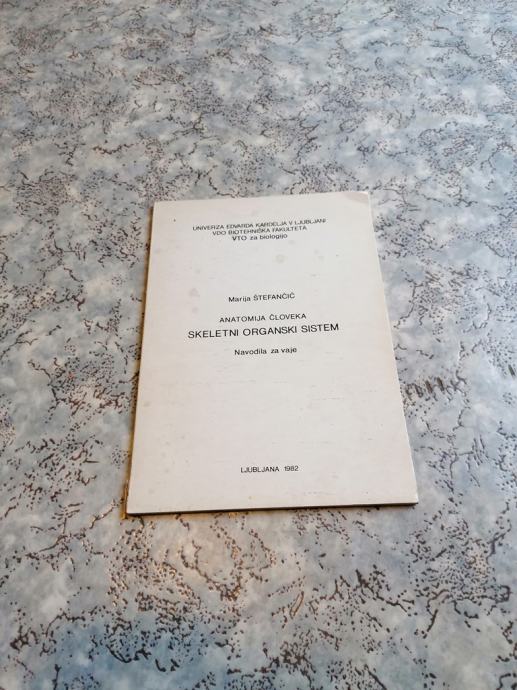 UNIVERZA EDVARDA KARDELJA V LJUBLJANI
VDO BIOTEHNIŠKA FAKULTETA
VTO za biologijo
Marija ŠTEFANČIČ
ANATOMIJA ČLOVEKA
SKELETNI ORGANSKI SISTEM
Navodila za vaje
LJUBLJANA 1982